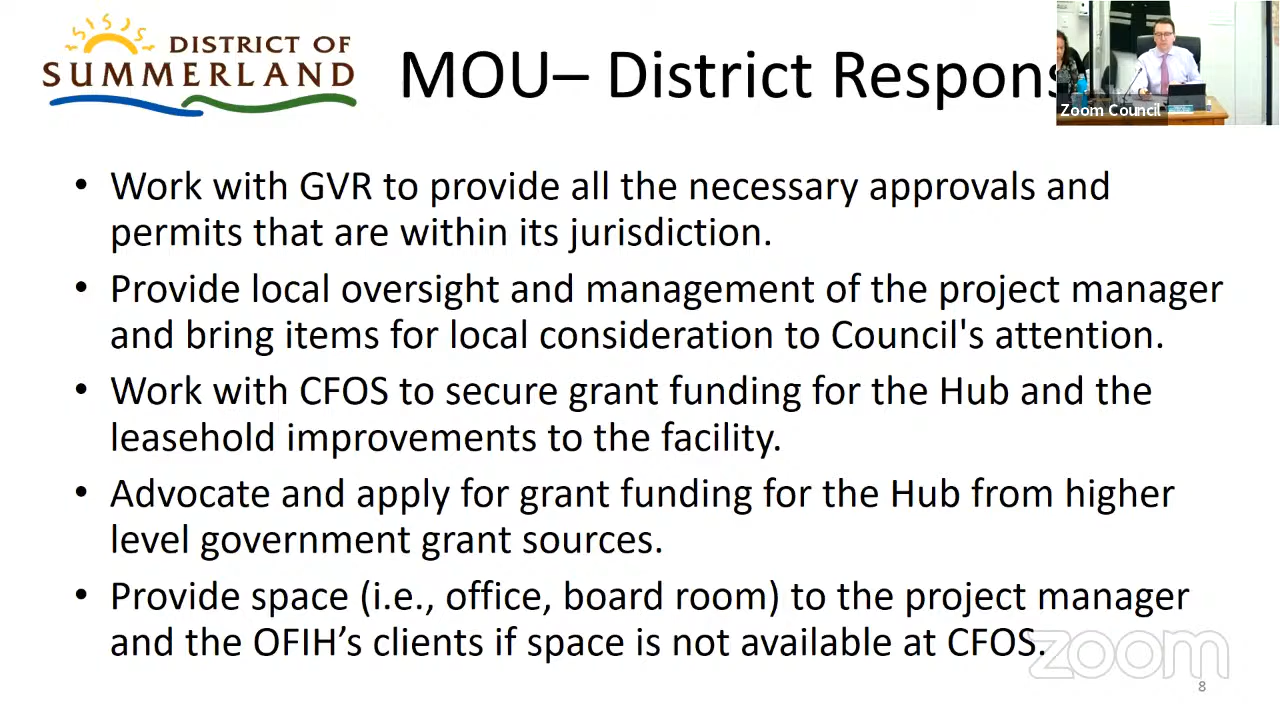 DISTRICT OF
SUMMERLAND
MOU– District Respons
Zoom Council
• Work with GVR to provide all the necessary approvals and
permits that are within its jurisdiction.
• Provide local oversight and management of the project manager
and bring items for local consideration to Council's attention.
• Work with CFOS to secure grant funding for the Hub and the
leasehold improvements to the facility.
• Advocate and apply for grant funding for the Hub from higher
level government grant sources.
• Provide space (i.e., office, board room) to the project manager
and the OFIH’s clients if space is not available at CFOS.
zoom
8